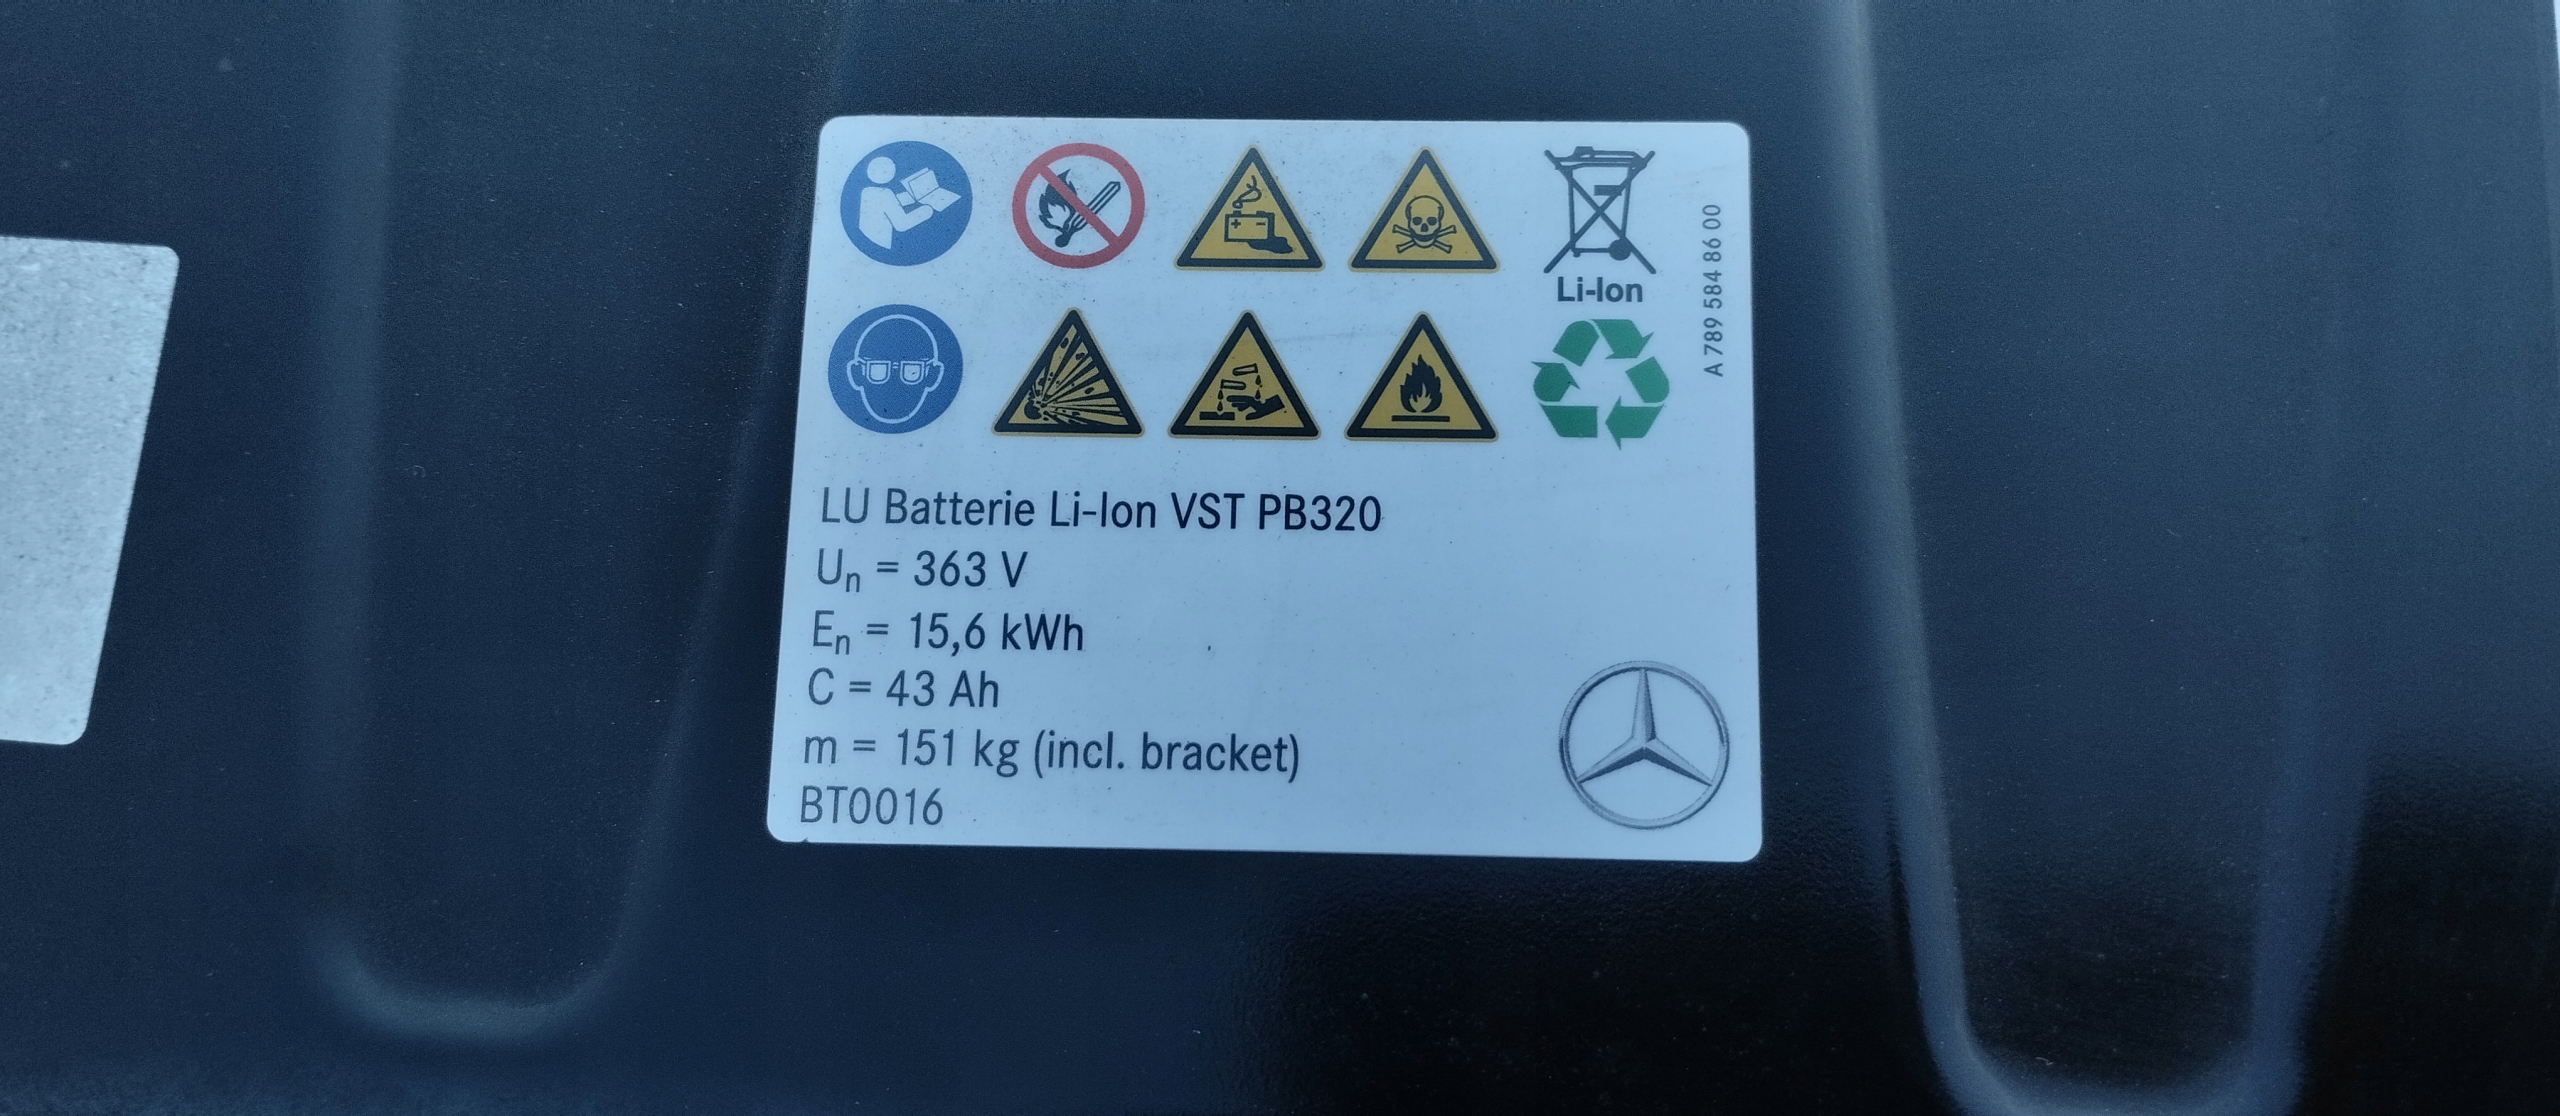 Li-Ion
A 789 584 86 00
LU Batterie Li-Ion VST PB320
Un = 363 V
En = 15,6 kWh
C = 43 Ah
m = 151 kg (incl. bracket)
BT0016